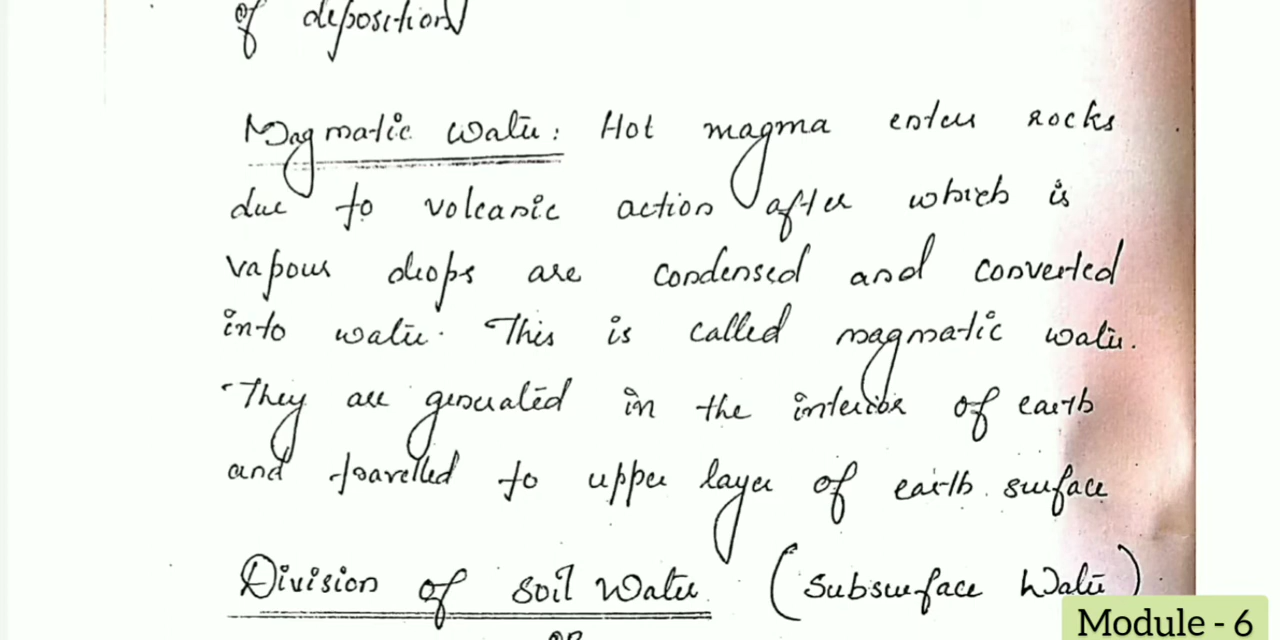 of deposition
Magmatic water: Hot magma enters rocks
due to volcanic action after which is
vapour drops are condensed and converted
into water. This is called magmatic water.
They are generated in the interior of earth
and travelled to upper layer of earth surface
Division of soil water (Subsurface Water)
or
Module - 6